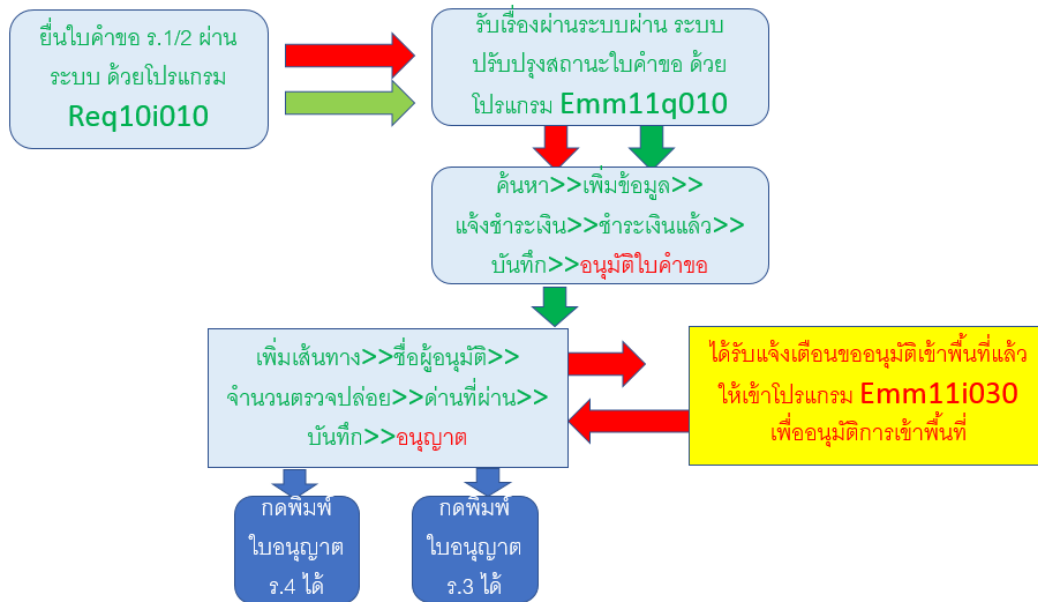 ยื่นใบคำขอ ร.1/2 ผ่าน
ระบบ ด้วยโปรแกรม
Req10i010
รับเรื่องผ่านระบบผ่าน ระบบ
ปรับปรุงสถานะใบคำขอ ด้วย
โปรแกรม Emm11q010
ค้นหา>>เพิ่มข้อมูล>>
แจ้งชำระเงิน>>ชำระเงินแล้ว>>
บันทึก>>อนุมัติใบคำขอ
เพิ่มเส้นทาง>>ชื่อผู้อนุมัติ>>
จำนวนตรวจปล่อย>>ด่านที่ผ่าน>>
บันทึก>>อนุญาต
ได้รับแจ้งเตือนขออนุมัติเข้าพื้นที่แล้ว
ให้เข้าโปรแกรม Emm11i030
เพื่ออนุมัติการเข้าพื้นที่
กดพิมพ์
ใบอนุญาต
ร.4 ได้
กดพิมพ์
ใบอนุญาต
ร.3 ได้